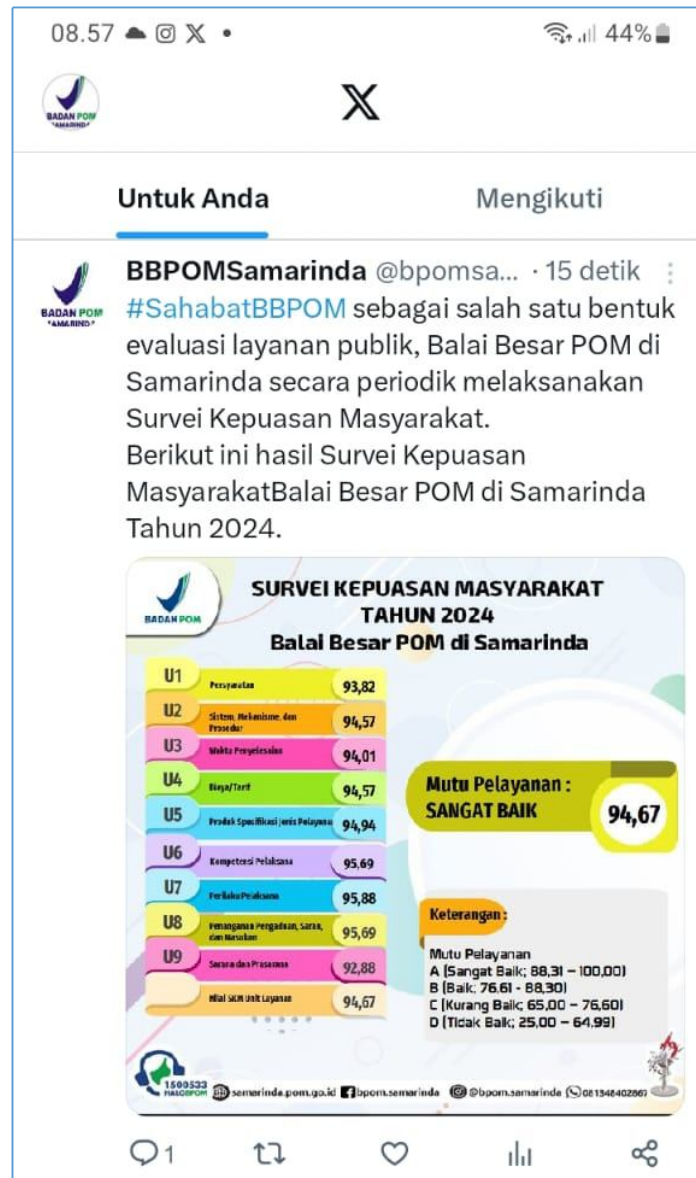 08.57
44%
BADAN POM
SAMARINDA
X
Untuk Anda
Mengikuti
BADAN POM
BBPOMSamarinda @bpomsa... · 15 detik
#SahabatBBPOM sebagai salah satu bentuk
evaluasi layanan publik, Balai Besar POM di
Samarinda secara periodik melaksanakan
Survei Kepuasan Masyarakat.
Berikut ini hasil Survei Kepuasan
MasyarakatBalai Besar POM di Samarinda
Tahun 2024.
BADAN POM
SURVEI KEPUASAN MASYARAKAT
TAHUN 2024
Balai Besar POM di Samarinda
U1 Persyaratan 93,82
U2 Sistem, Mekanisme, dan
Prosedur 94,57
U3 Waktu Penyelesaian 94,01
U4 Biaya/Tarif 94,57
U5 Produk Spesifikasi Jenis Pelayanan 94,94
U6 Kompetensi Pelaksana 95,69
U7 Perilaku Pelaksana 95,88
U8 Penanganan Pengaduan, Saran,
dan Masukan 95,69
U9 Sarana dan Prasarana 92,88
Nilai SKM Unit Layanan 94,67
Mutu Pelayanan :
SANGAT BAIK
94,67
Keterangan :
Mutu Pelayanan
A (Sangat Baik; 88,31 – 100,00)
B (Baik; 76.61 - 88,30)
C (Kurang Baik; 65,00 – 76,60)
D (Tidak Baik; 25,00 – 64,99)
1500533
HALOBPOM
samarinda.pom.go.id
bpom.samarinda
@bpom.samarinda
081348402867
1